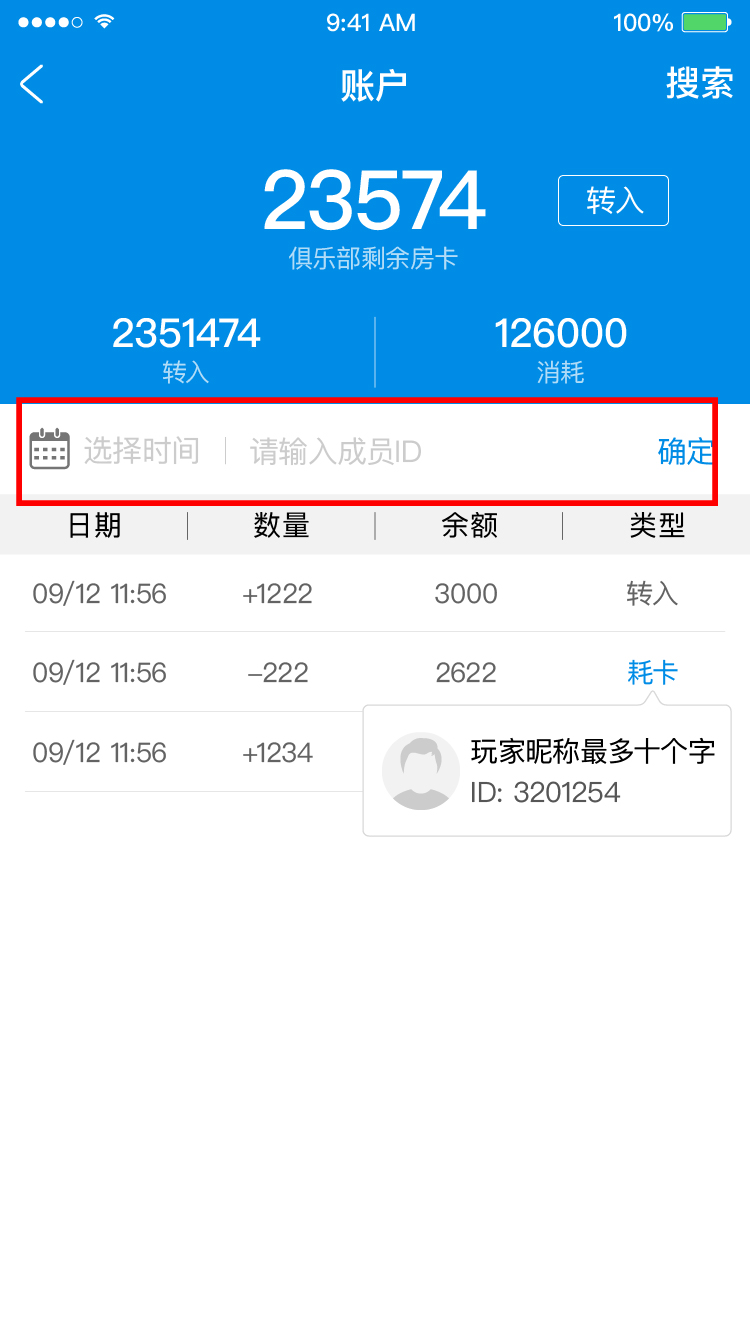 9:41 AM 100%
账户 搜索
23574 转入
俱乐部剩余房卡
2351474 126000
转入 消耗
选择时间 请输入成员ID 确定
日期 数量 余额 类型
09/12 11:56 +1222 3000 转入
09/12 11:56 –222 2622 耗卡
09/12 11:56 +1234
玩家昵称最多十个字
ID: 3201254